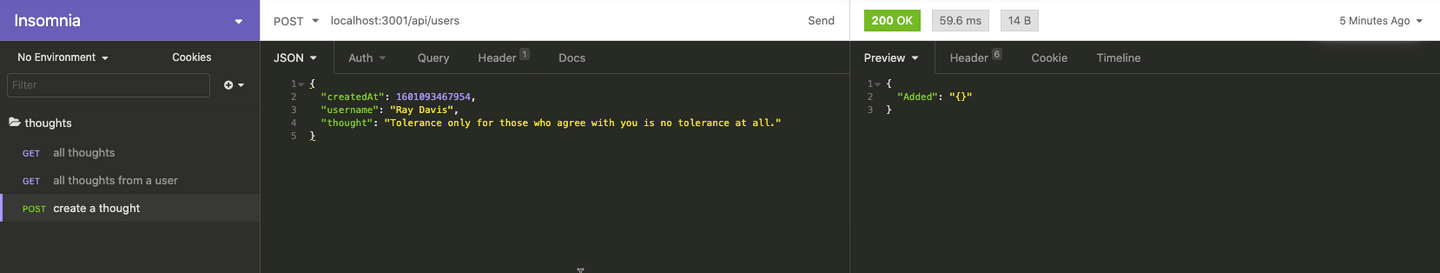 Insomnia
POST localhost:3001/api/users Send
200 OK 59.6 ms 14 B 5 Minutes Ago
No Environment Cookies
JSON Auth Query Header 1 Docs
Preview Header 6 Cookie Timeline
Filter
thoughts
GET all thoughts
GET all thoughts from a user
POST create a thought
1 {
2 "createdAt": 1601093467954,
3 "username": "Ray Davis",
4 "thought": "Tolerance only for those who agree with you is no tolerance at all."
5 }
1 {
2 "Added": "{}"
3 }